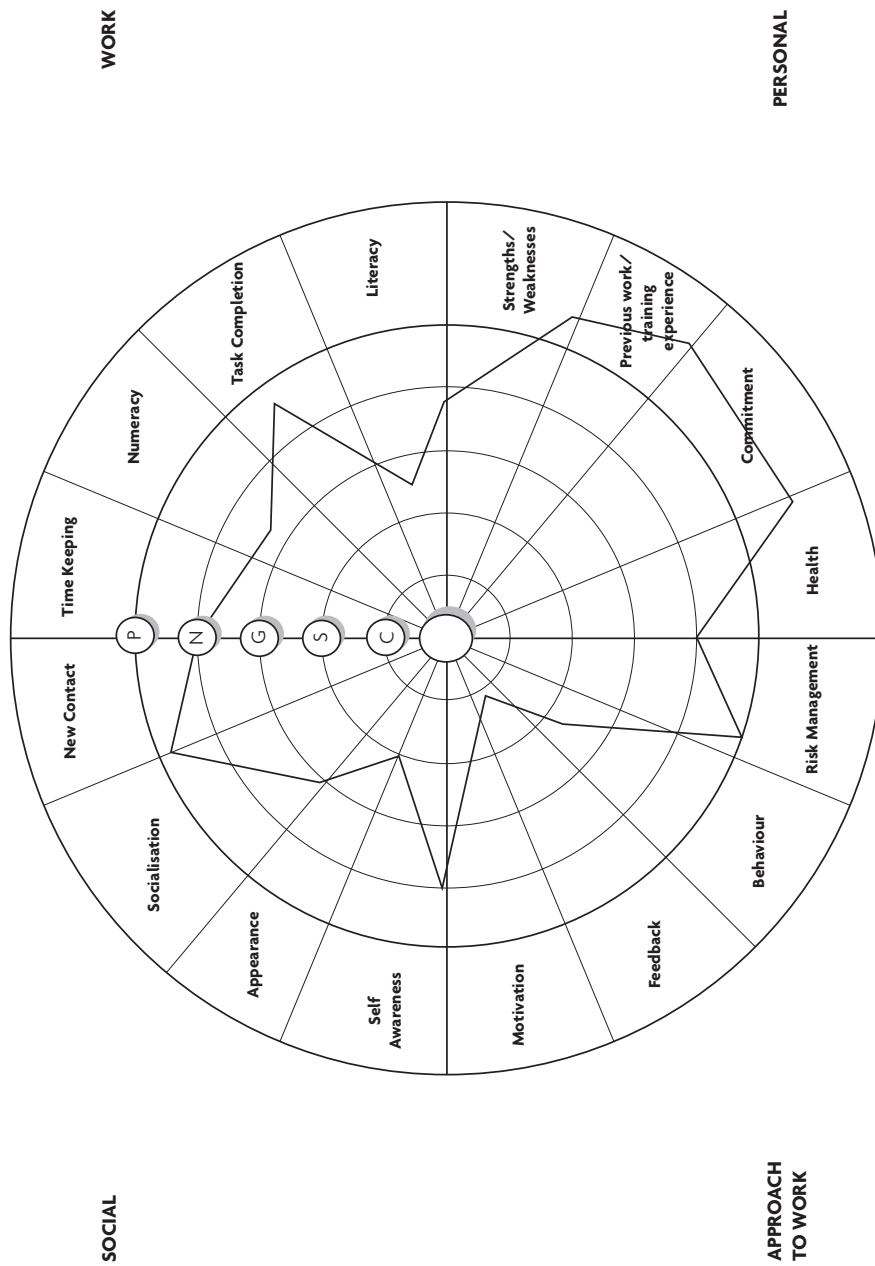 SOCIAL
WORK
New Contact
Time Keeping
Socialisation
Numeracy
Appearance
Task Completion
Self
Awareness
Literacy
P
N
G
S
C
Motivation
Strengths/
Weaknesses
Feedback
Previous work/
training
experience
Behaviour
Commitment
Risk Management
Health
APPROACH
TO WORK
PERSONAL